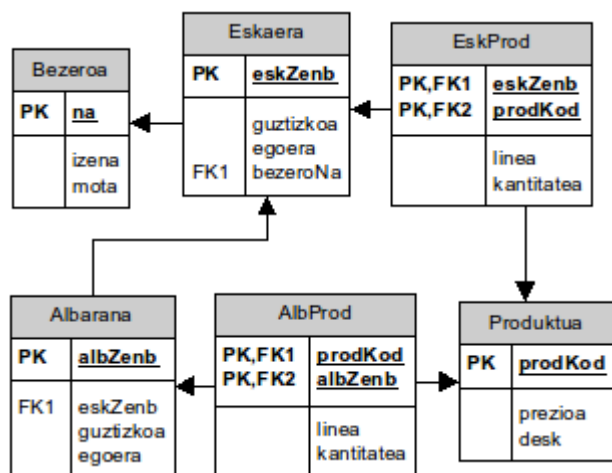 Bezeroa
PK na
izena
mota
Eskaera
PK eskZenb
guztizkoa
egoera
FK1 bezeroNa
EskProd
PK,FK1 eskZenb
PK,FK2 prodKod
linea
kantitatea
Albarana
PK albZenb
FK1 eskZenb
guztizkoa
egoera
AlbProd
PK,FK1 prodKod
PK,FK2 albZenb
linea
kantitatea
Produktua
PK prodKod
prezioa
desk